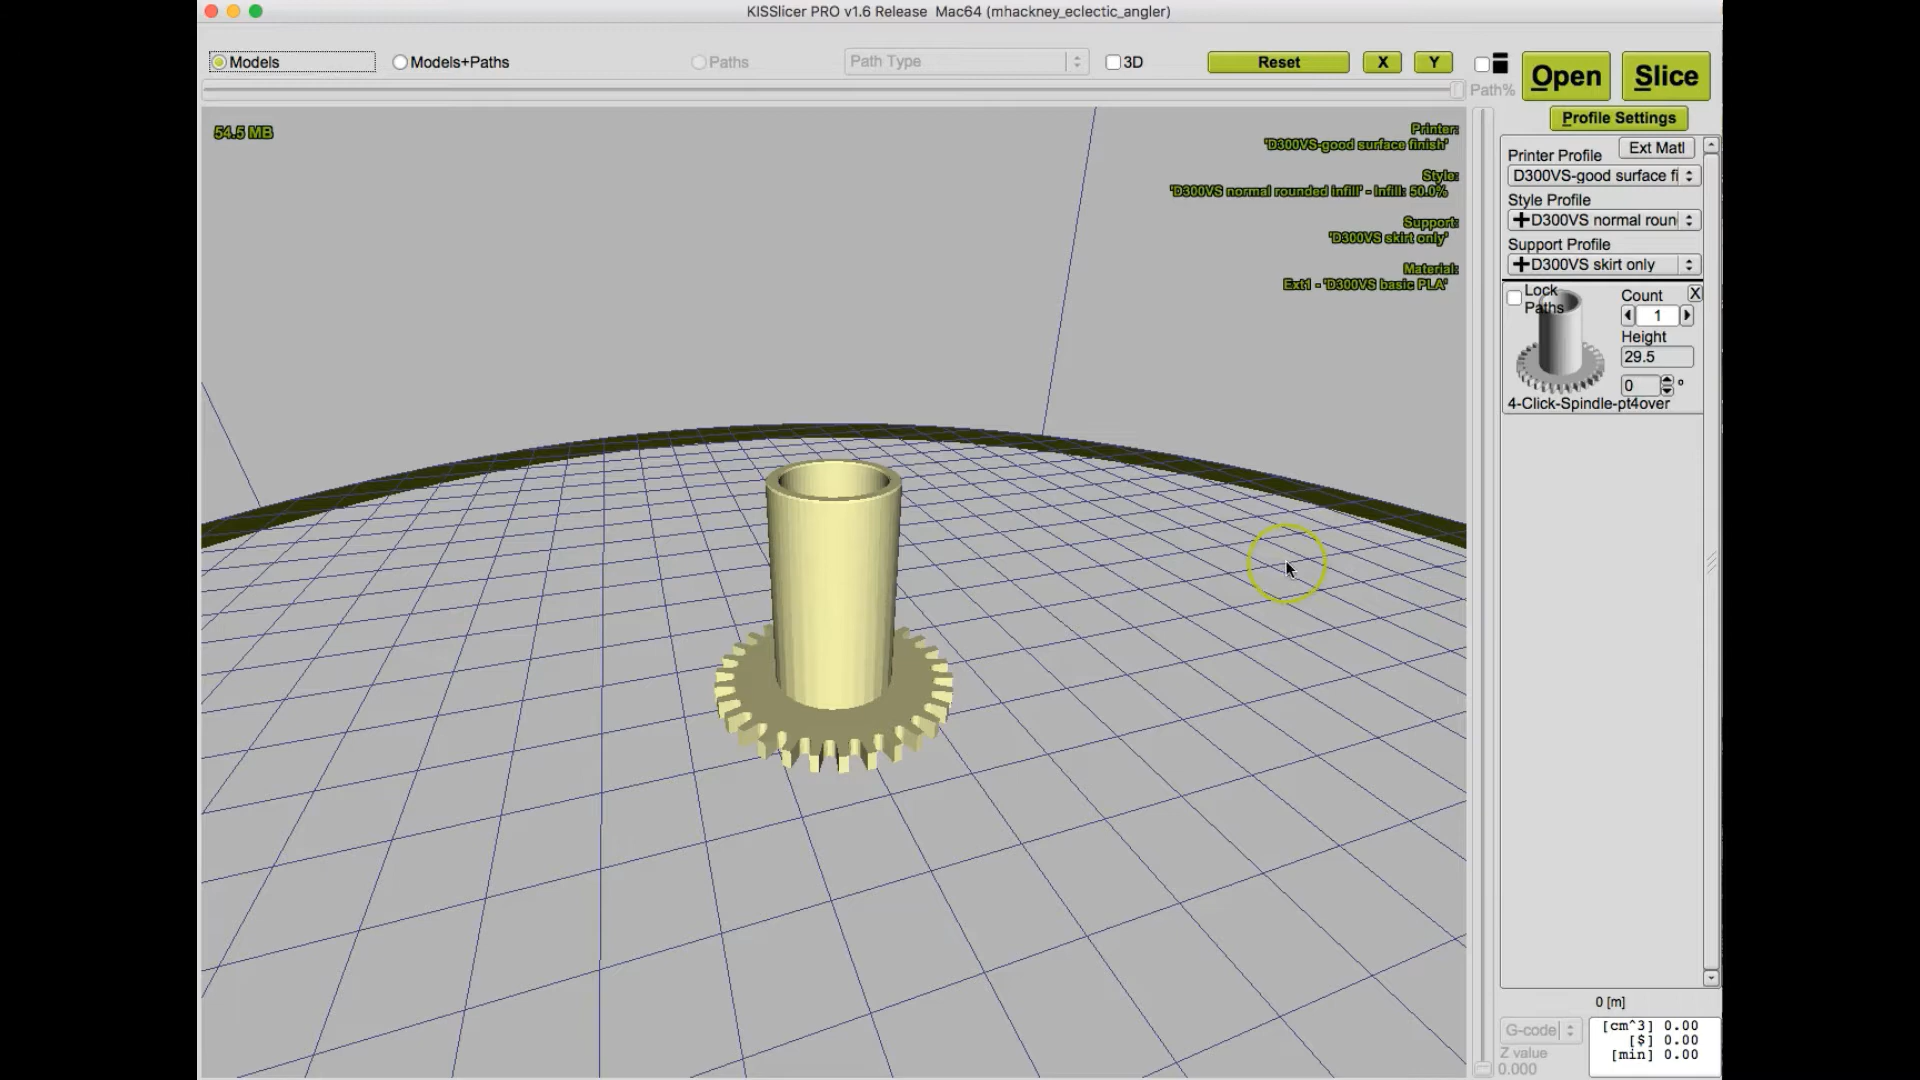 KISSlicer PRO v1.6 Release Mac64 (mhackney_eclectic_angler)
Models
Models+Paths
Paths
Path Type
3D
Reset
X
Y
Path%
Open
Slice
Profile Settings
54.5 MB
Printer:
'D300VS-good surface finish'
Style:
'D300VS normal rounded infill' - Infill: 50.0%
Support:
'D300VS skirt only'
Material:
Ext1 - 'D300VS basic PLA'
Printer Profile
Ext Matl
D300VS-good surface fi
Style Profile
D300VS normal roun
Support Profile
D300VS skirt only
Lock
Paths
Count
X
1
Height
29.5
0 °
4-Click-Spindle-pt4over
0 [m]
G-code
Z value
0.000
[cm^3] 0.00
[$] 0.00
[min] 0.00